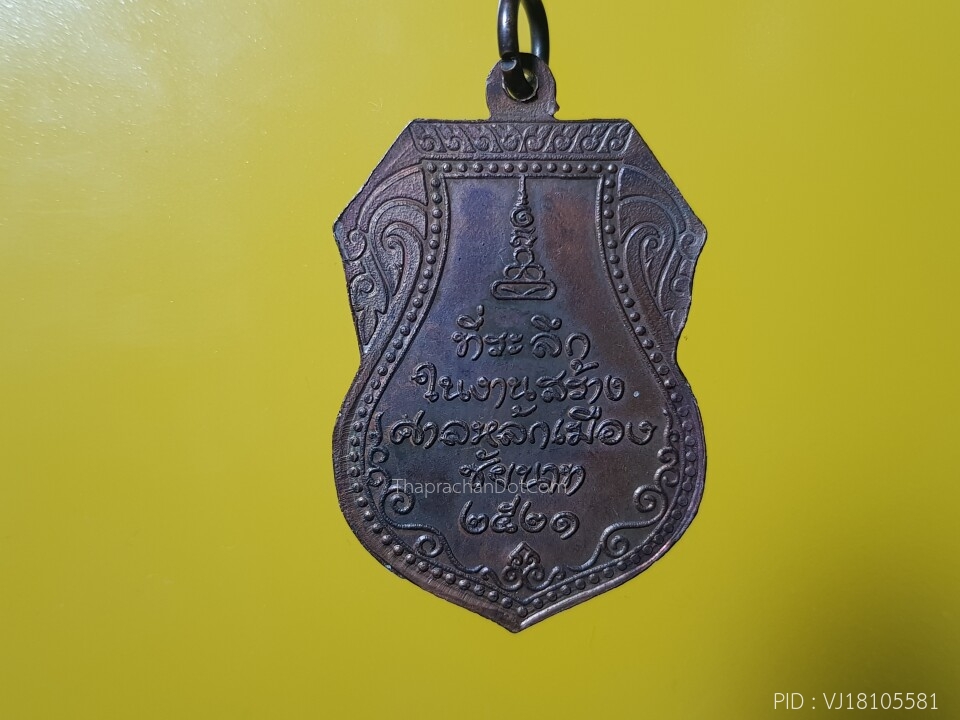 ที่ระลึก
ในงานสร้าง
ศาลหลักเมือง
ชัยนาท
ThaprachanDotCom
๒๕๒๑
PID : VJ18105581